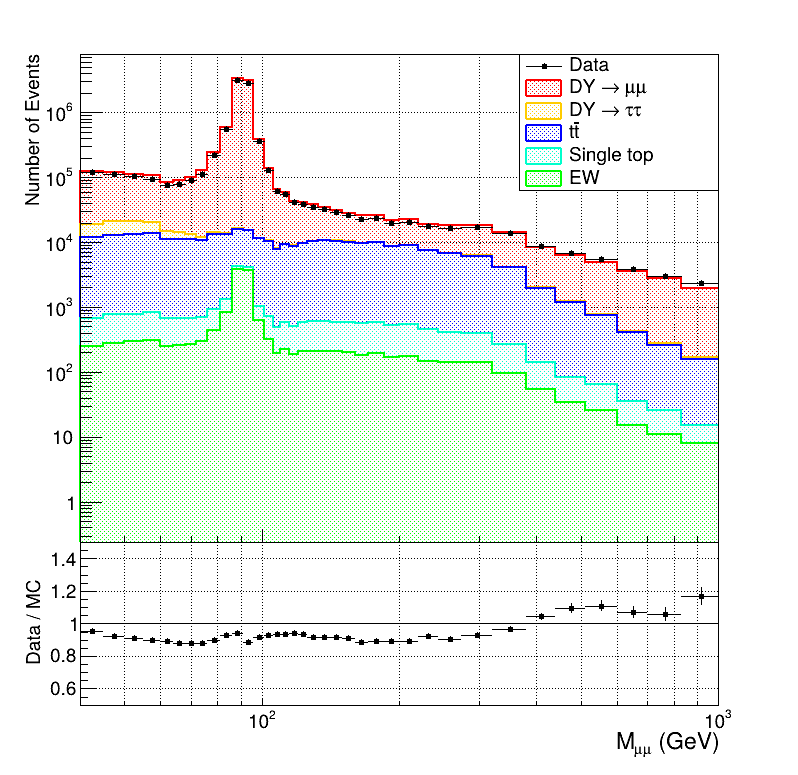 Number of Events
10⁶
10⁵
10⁴
10³
10²
10
1
Data
DY → μμ
DY → ττ
tt̄
Single top
EW
Data / MC
1.4
1.2
1
0.8
0.6
10²
10³
M_μμ (GeV)